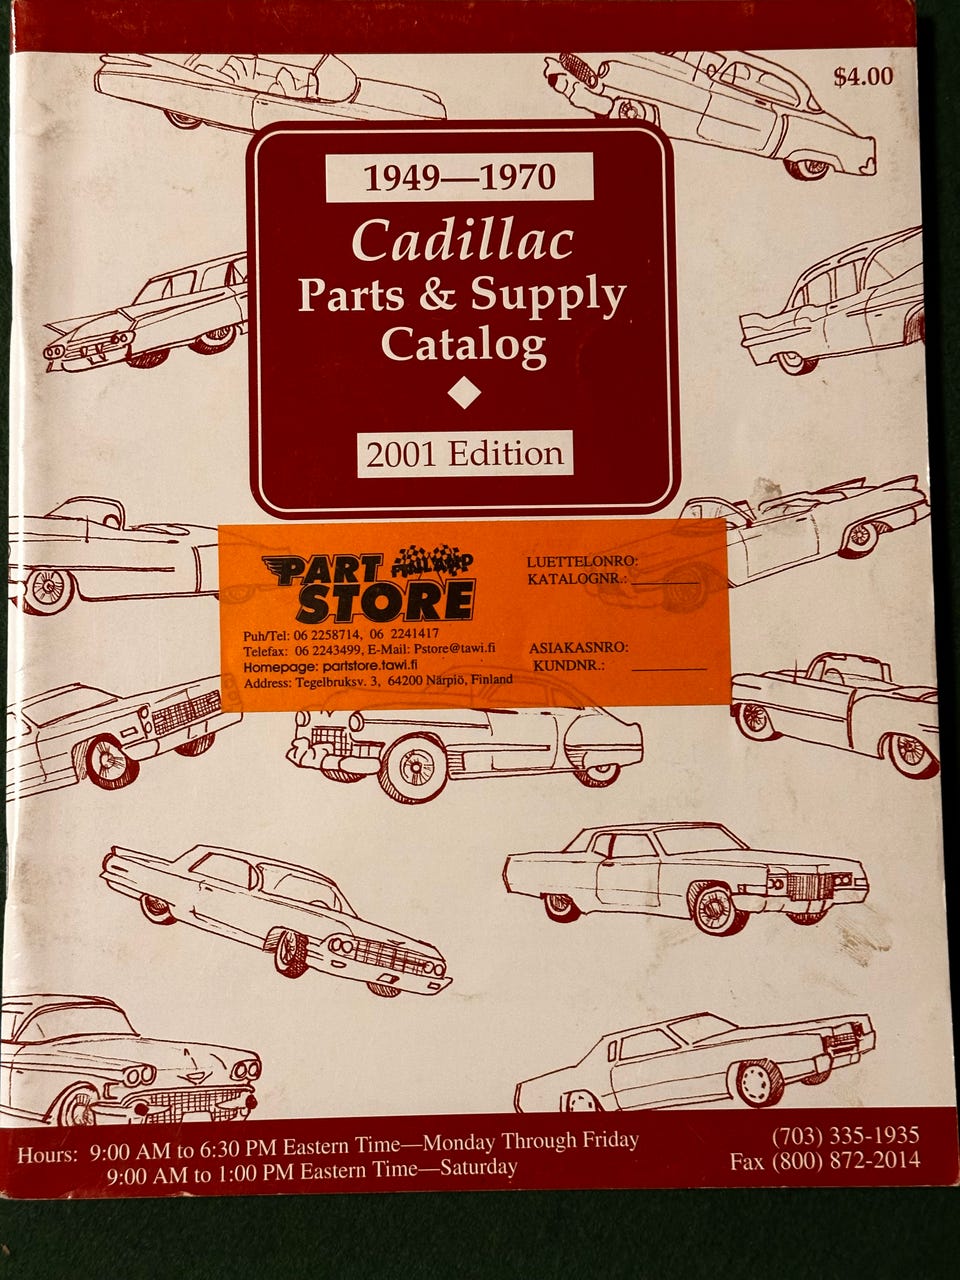 $4.00
1949—1970
Cadillac
Parts & Supply
Catalog
2001 Edition
PART FINLAND
STORE
Puh/Tel: 06 2258714, 06 2241417
Telefax: 06 2243499, E-Mail: Pstore@tawi.fi
Homepage: partstore.tawi.fi
Address: Tegelbruksv. 3, 64200 Närpiö, Finland
LUETTELONRO:
KATALOGNR.: ________
ASIAKASNRO:
KUNDNR.: ________
Hours: 9:00 AM to 6:30 PM Eastern Time—Monday Through Friday
9:00 AM to 1:00 PM Eastern Time—Saturday
(703) 335-1935
Fax (800) 872-2014